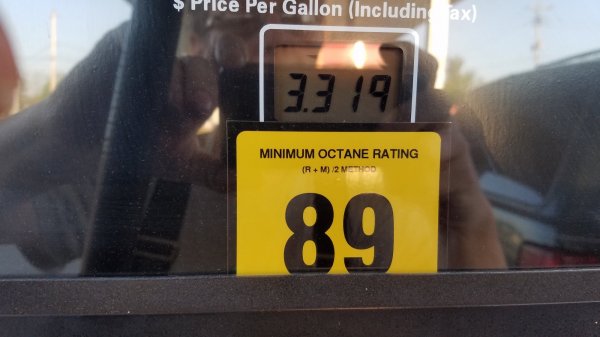 $ Price Per Gallon (Including Tax)
3.319
MINIMUM OCTANE RATING
(R + M) /2 METHOD
89